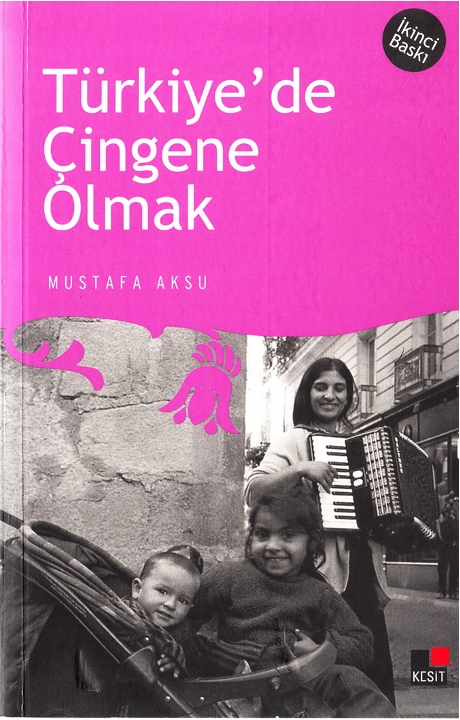 İkinci
Baskı
Türkiye'de
Çingene
Olmak
MUSTAFA AKSU
KESİT